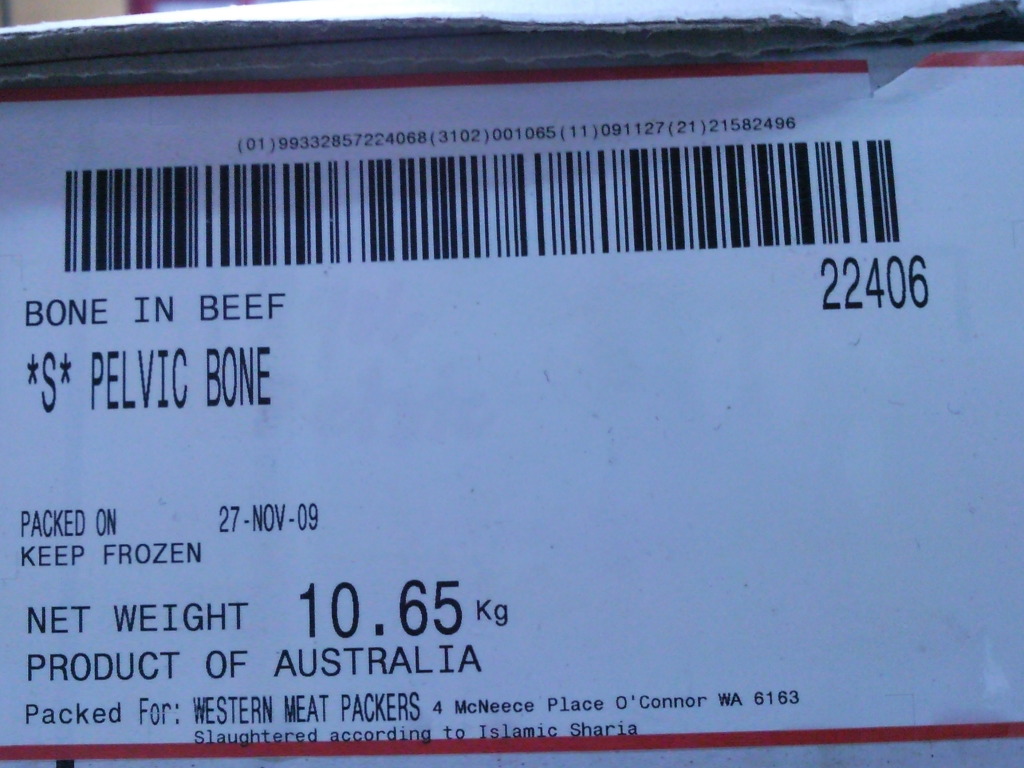 (01)99332857224068(3102)001065(11)091127(21)21582496
22406
BONE IN BEEF
*S* PELVIC BONE
PACKED ON 27-NOV-09
KEEP FROZEN
NET WEIGHT 10.65 Kg
PRODUCT OF AUSTRALIA
Packed For: WESTERN MEAT PACKERS 4 McNeece Place O'Connor WA 6163
Slaughtered according to Islamic Sharia